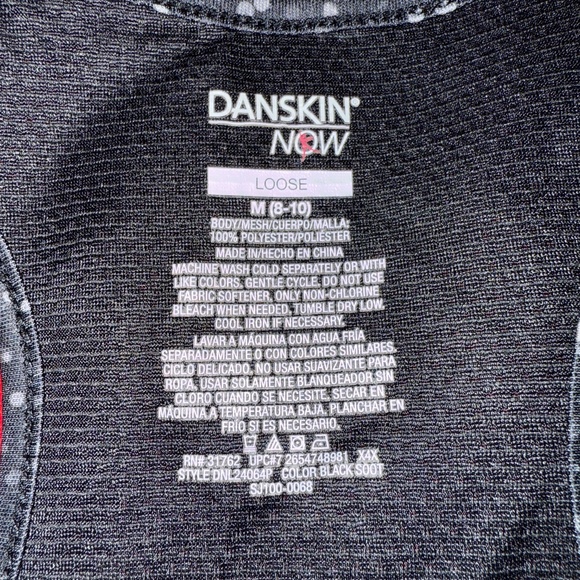 DANSKIN®
NOW
LOOSE
M (8-10)
BODY/MESH/CUERPO/MALLA:
100% POLYESTER/POLIÉSTER
MADE IN/HECHO EN CHINA
MACHINE WASH COLD SEPARATELY OR WITH
LIKE COLORS, GENTLE CYCLE. DO NOT USE
FABRIC SOFTENER. ONLY NON-CHLORINE
BLEACH WHEN NEEDED. TUMBLE DRY LOW.
COOL IRON IF NECESSARY.
LAVAR A MÁQUINA CON AGUA FRÍA
SEPARADAMENTE O CON COLORES SIMILARES,
CICLO DELICADO. NO USAR SUAVIZANTE PARA
ROPA. USAR SOLAMENTE BLANQUEADOR SIN
CLORO CUANDO SE NECESITE. SECAR EN
MÁQUINA A TEMPERATURA BAJA. PLANCHAR EN
FRÍO SI ES NECESARIO.
RN# 31762 UPC#7 2654748981 X4X
STYLE DNL24064P COLOR BLACK SOOT
SJT00-0068